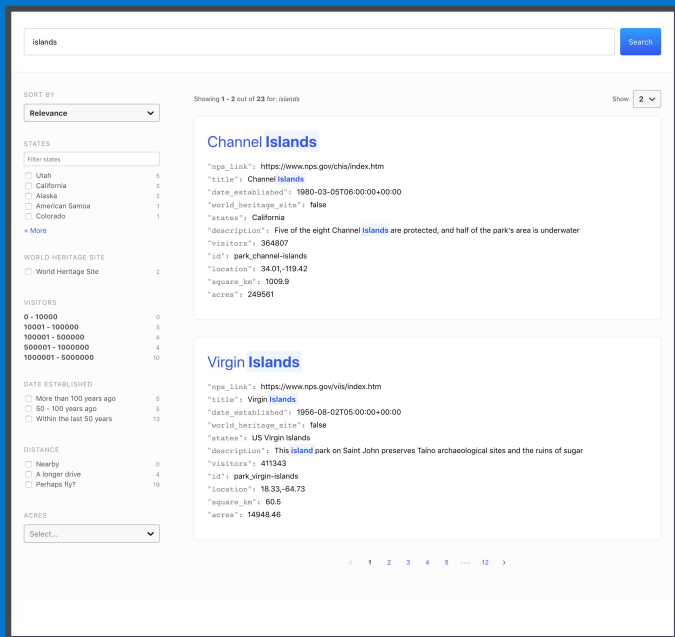 islands
Search
SORT BY
Relevance
STATES
Filter states
Utah 5
California 3
Alaska 2
American Samoa 1
Colorado 1
+ More
WORLD HERITAGE SITE
World Heritage Site 2
VISITORS
0 - 10000 0
10001 - 100000 5
100001 - 500000 4
500001 - 1000000 4
1000001 - 5000000 10
DATE ESTABLISHED
More than 100 years ago 5
50 - 100 years ago 5
Within the last 50 years 13
DISTANCE
Nearby 0
A longer drive 4
Perhaps fly? 19
ACRES
Select...
Showing 1 - 2 out of 23 for: islands
Show 2
Channel Islands
"nps_link": https://www.nps.gov/chis/index.htm
"title": Channel Islands
"date_established": 1980-03-05T06:00:00+00:00
"world_heritage_site": false
"states": California
"description": Five of the eight Channel Islands are protected, and half of the park's area is underwater
"visitors": 364807
"id": park_channel-islands
"location": 34.01,-119.42
"square_km": 1009.9
"acres": 249561
Virgin Islands
"nps_link": https://www.nps.gov/viis/index.htm
"title": Virgin Islands
"date_established": 1956-08-02T05:00:00+00:00
"world_heritage_site": false
"states": US Virgin Islands
"description": This island park on Saint John preserves Taíno archaeological sites and the ruins of sugar
"visitors": 411343
"id": park_virgin-islands
"location": 18.33,-64.73
"square_km": 60.5
"acres": 14948.46
‹ 1 2 3 4 5 ••• 12 ›